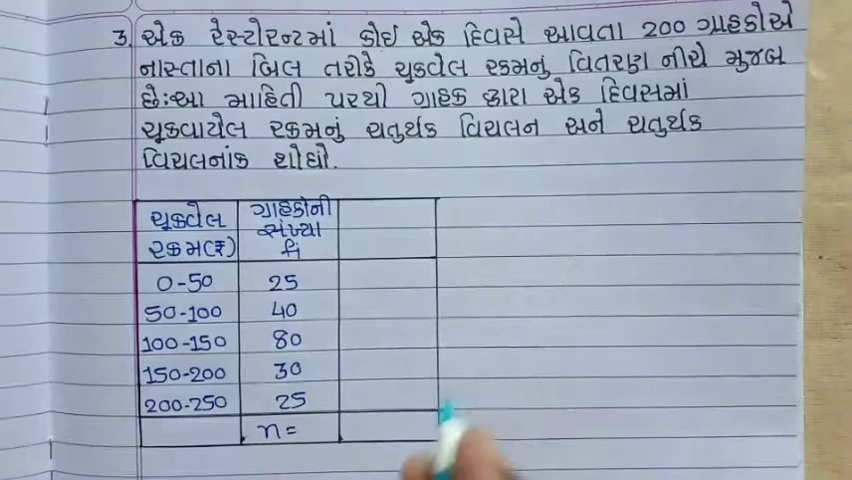 3. એક રેસ્ટોરન્ટમાં કોઈ એક દિવસે આવતા 200 ગ્રાહકોએ
નાસ્તાના બિલ તરીકે ચૂકવેલ રકમનું વિતરણ નીચે મુજબ
છેઃઆ માહિતી પરથી ગ્રાહક દ્વારા એક દિવસમાં
ચૂકવાયેલ રકમનું ચતુર્થક વિચલન અને ચતુર્થક
વિચલનાંક શોધો.
ચૂકવેલ ગ્રાહકોની
રકમ(₹) સંખ્યા
fi
0-50 25
50-100 40
100-150 80
150-200 30
200-250 25
n=